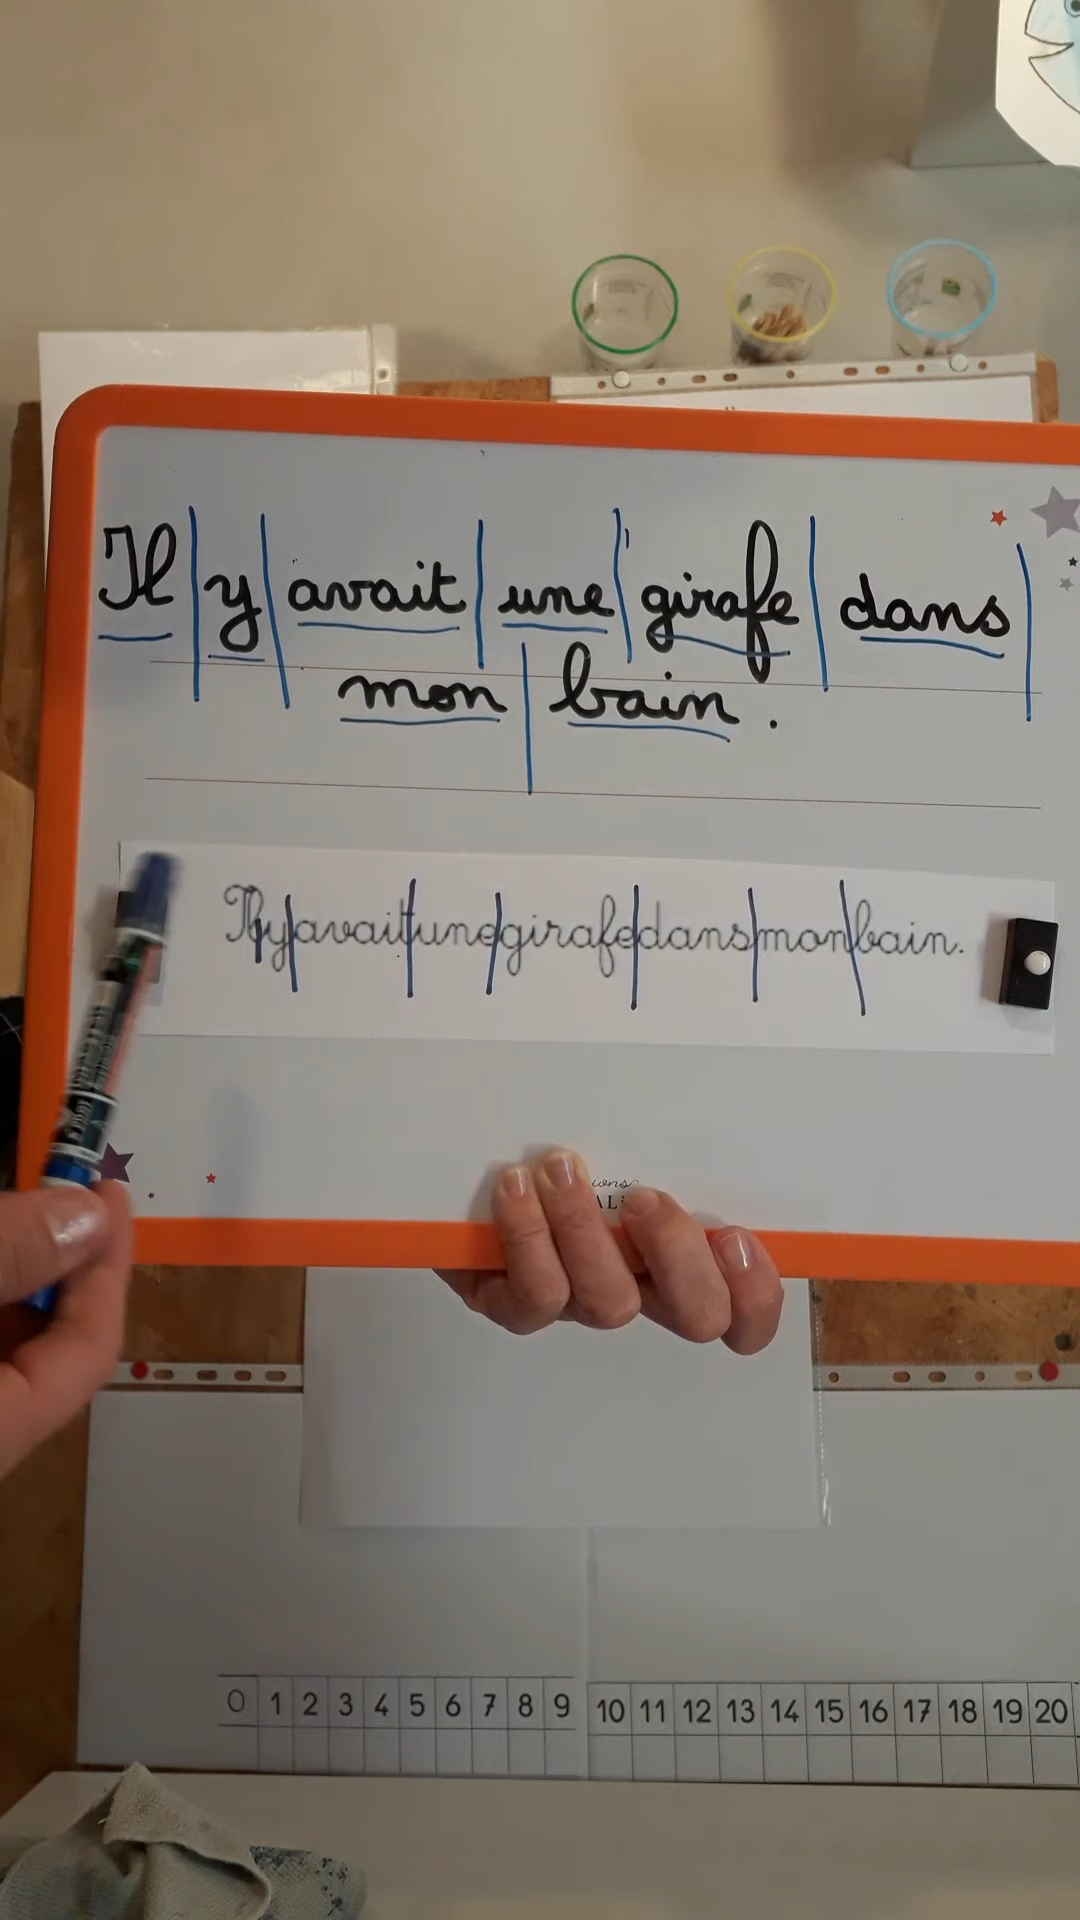 Il y avait une girafe dans
mon bain.
Ilyavaitunegirafedansmonbain.
0 1 2 3 4 5 6 7 8 9 10 11 12 13 14 15 16 17 18 19 20